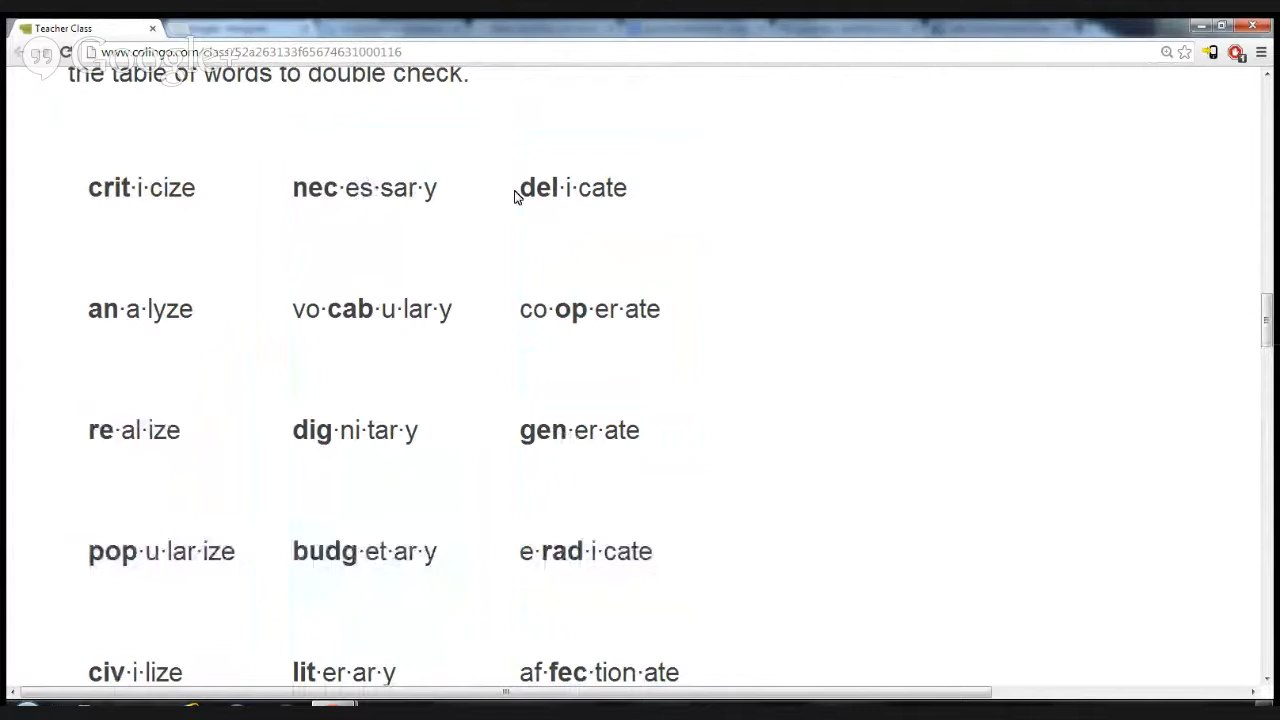 Teacher Class
www.colingo.com/class/52a263133f65674631000116
Google+
the table of words to double check.
crit·i·cize nec·es·sar·y del·i·cate
an·a·lyze vo·cab·u·lar·y co·op·er·ate
re·al·ize dig·ni·tar·y gen·er·ate
pop·u·lar·ize budg·et·ar·y e·rad·i·cate
civ·i·lize lit·er·ar·y af·fec·tion·ate